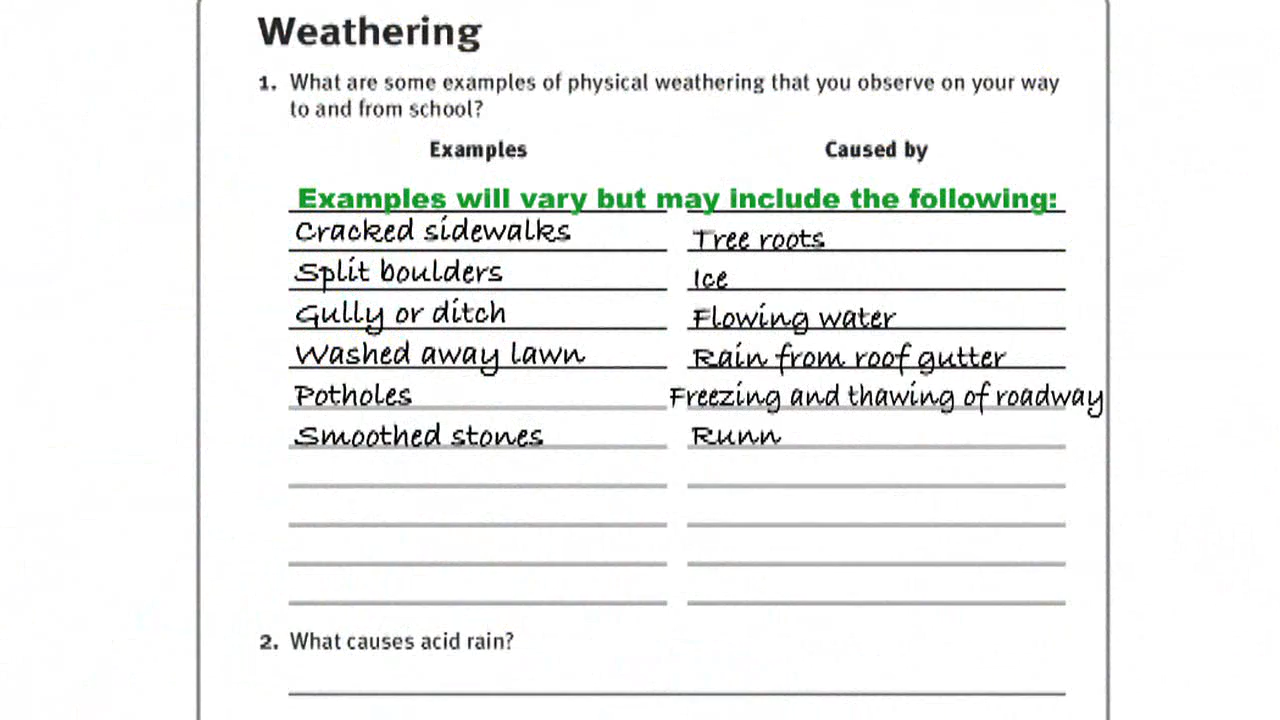 Weathering
1. What are some examples of physical weathering that you observe on your way
to and from school?
Examples Caused by
Examples will vary but may include the following:
Cracked sidewalks Tree roots
Split boulders Ice
Gully or ditch Flowing water
Washed away lawn Rain from roof gutter
Potholes Freezing and thawing of roadway
Smoothed stones Runn
2. What causes acid rain?